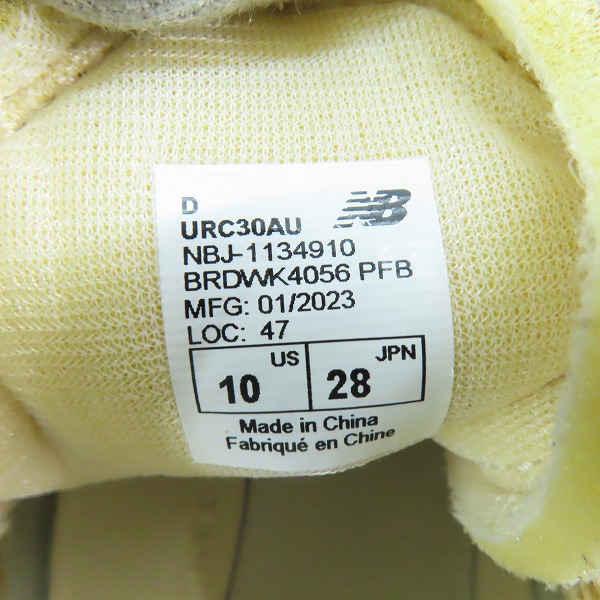 D
NB
URC30AU
NBJ-1134910
BRDWK4056 PFB
MFG: 01/2023
LOC: 47
US JPN
10 28
Made in China
Fabriqué en Chine